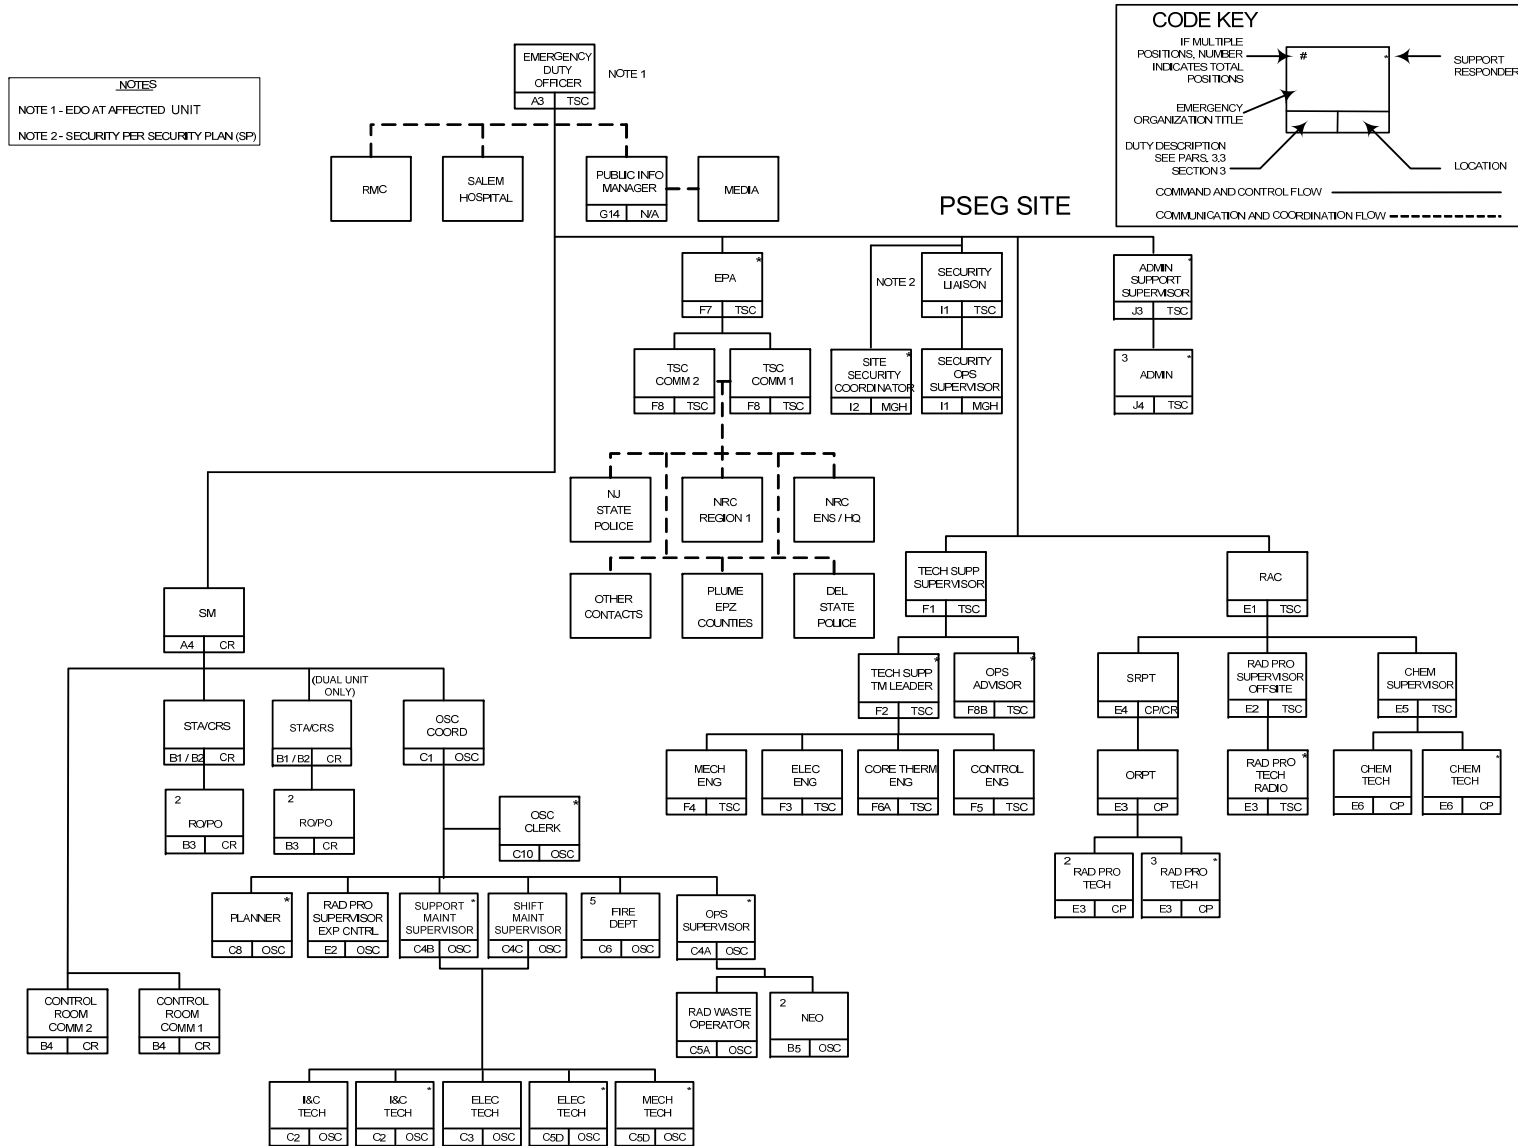 CODE KEY
IF MULTIPLE
POSITIONS, NUMBER
INDICATES TOTAL
POSITIONS
#
*
SUPPORT
RESPONDER
EMERGENCY
ORGANIZATION TITLE
DUTY DESCRIPTION
SEE PARS. 3.3
SECTION 3
LOCATION
COMMAND AND CONTROL FLOW
COMMUNICATION AND COORDINATION FLOW
NOTES
NOTE 1 - EDO AT AFFECTED UNIT
NOTE 2 - SECURITY PER SECURITY PLAN (SP)
EMERGENCY
DUTY
OFFICER
A3 TSC
NOTE 1
RMC
SALEM
HOSPITAL
PUBLIC INFO
MANAGER
G14 N/A
MEDIA
PSEG SITE
*
EPA
F7 TSC
NOTE 2
SECURITY
LIAISON
I1 TSC
*
ADMIN
SUPPORT
SUPERVISOR
J3 TSC
TSC
COMM 2
F8 TSC
TSC
COMM 1
F8 TSC
*
SITE
SECURITY
COORDINATOR
I2 MGH
SECURITY
OPS
SUPERVISOR
I1 MGH
3 *
ADMIN
J4 TSC
NJ
STATE
POLICE
NRC
REGION 1
NRC
ENS / HQ
OTHER
CONTACTS
PLUME
EPZ
COUNTIES
DEL
STATE
POLICE
TECH SUPP
SUPERVISOR
F1 TSC
RAC
E1 TSC
SM
A4 CR
*
TECH SUPP
TM LEADER
F2 TSC
*
OPS
ADVISOR
F8B TSC
SRPT
E4 CP/CR
RAD PRO
SUPERVISOR
OFFSITE
E2 TSC
CHEM
SUPERVISOR
E5 TSC
(DUAL UNIT
ONLY)
STA/CRS
B1 / B2 CR
STA/CRS
B1 / B2 CR
OSC
COORD
C1 OSC
MECH
ENG
F4 TSC
ELEC
ENG
F3 TSC
CORE THERM
ENG
F6A TSC
CONTROL
ENG
F5 TSC
ORPT
E3 CP
*
RAD PRO
TECH
RADIO
E3 TSC
CHEM
TECH
E6 CP
*
CHEM
TECH
E6 CP
2
RO/PO
B3 CR
2
RO/PO
B3 CR
*
OSC
CLERK
C10 OSC
2
RAD PRO
TECH
E3 CP
3 *
RAD PRO
TECH
E3 CP
*
PLANNER
C8 OSC
RAD PRO
SUPERVISOR
EXP CNTRL
E2 OSC
*
SUPPORT
MAINT
SUPERVISOR
C4B OSC
SHIFT
MAINT
SUPERVISOR
C4C OSC
5
FIRE
DEPT
C6 OSC
*
OPS
SUPERVISOR
C4A OSC
CONTROL
ROOM
COMM 2
B4 CR
CONTROL
ROOM
COMM 1
B4 CR
RAD WASTE
OPERATOR
C5A OSC
2
NEO
B5 OSC
I&C
TECH
C2 OSC
*
I&C
TECH
C2 OSC
ELEC
TECH
C3 OSC
*
ELEC
TECH
C5D OSC
*
MECH
TECH
C5D OSC